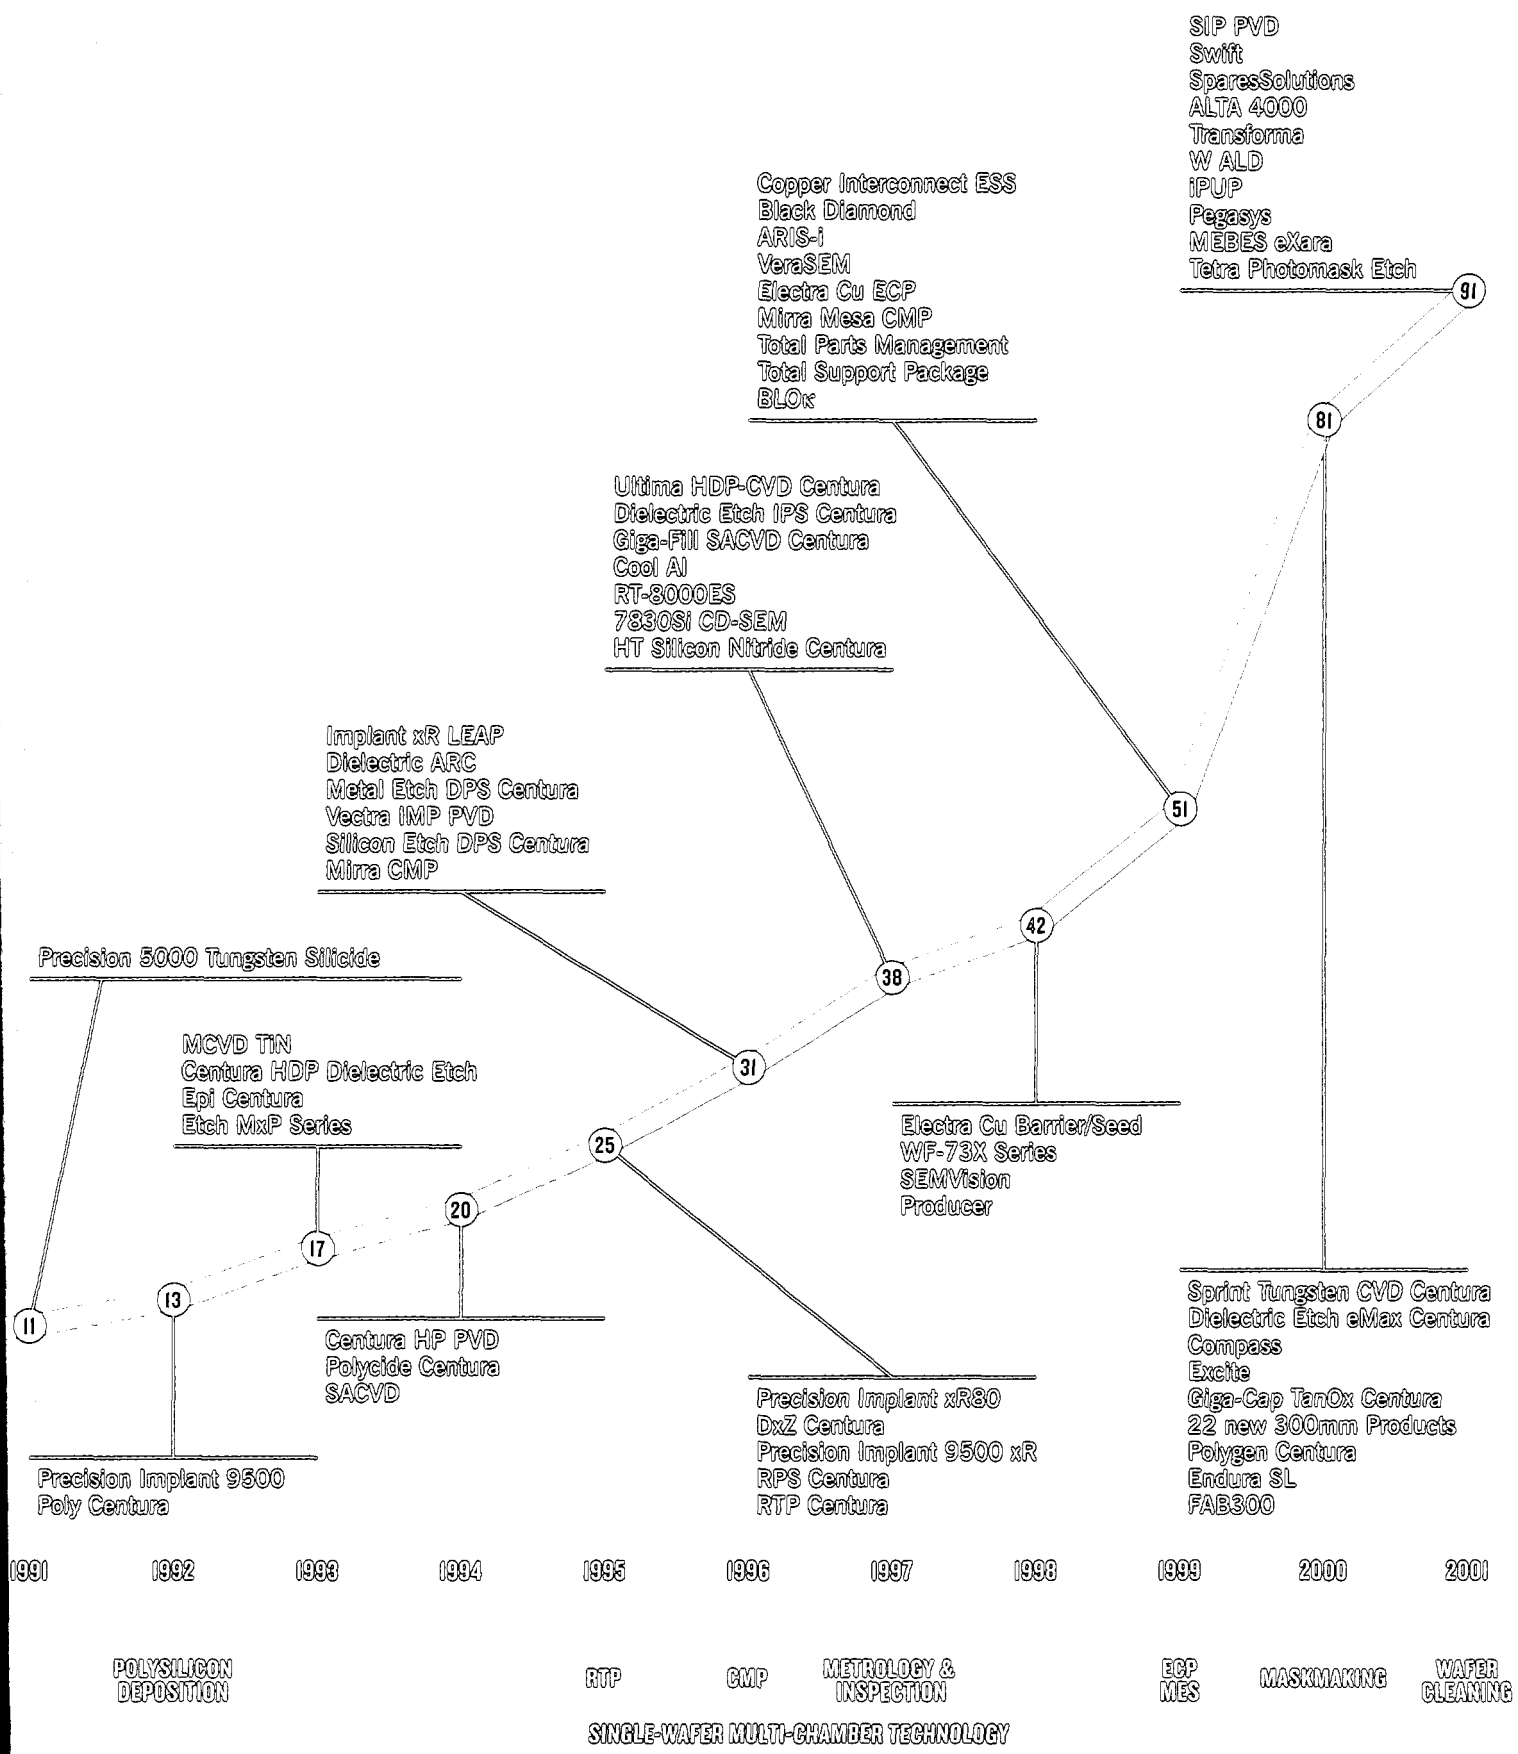 SIP PVD
Swift
SparesSolutions
ALTA 4000
Transforma
W ALD
iPUP
Pegasys
MEBES eXara
Tetra Photomask Etch
91
Copper Interconnect ESS
Black Diamond
ARIS-i
VeraSEM
Electra Cu ECP
Mirra Mesa CMP
Total Parts Management
Total Support Package
BLOκ
81
Ultima HDP-CVD Centura
Dielectric Etch IPS Centura
Giga-Fill SACVD Centura
Cool Al
RT-8000ES
7830Si CD-SEM
HT Silicon Nitride Centura
51
Implant xR LEAP
Dielectric ARC
Metal Etch DPS Centura
Vectra IMP PVD
Silicon Etch DPS Centura
Mirra CMP
42
38
Precision 5000 Tungsten Silicide
31
MCVD TiN
Centura HDP Dielectric Etch
Epi Centura
Etch MxP Series
25
Electra Cu Barrier/Seed
WF-73X Series
SEMVision
Producer
20
17
13
11
Centura HP PVD
Polycide Centura
SACVD
Sprint Tungsten CVD Centura
Dielectric Etch eMax Centura
Compass
Excite
Giga-Cap TanOx Centura
22 new 300mm Products
Polygen Centura
Endura SL
FAB300
Precision Implant xR80
DxZ Centura
Precision Implant 9500 xR
RPS Centura
RTP Centura
Precision Implant 9500
Poly Centura
1991 1992 1993 1994 1995 1996 1997 1998 1999 2000 2001
POLYSILICON
DEPOSITION
RTP
CMP
METROLOGY &
INSPECTION
ECP
MES
MASKMAKING
WAFER
CLEANING
SINGLE-WAFER MULTI-CHAMBER TECHNOLOGY